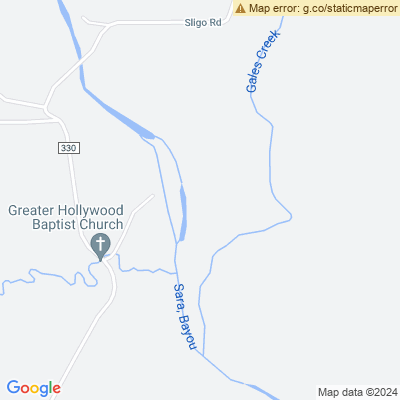 Map error: g.co/staticmaperror
Sligo Rd
Gales Creek
330
Greater Hollywood
Baptist Church
Sara, Bayou
Google
Map data ©2024